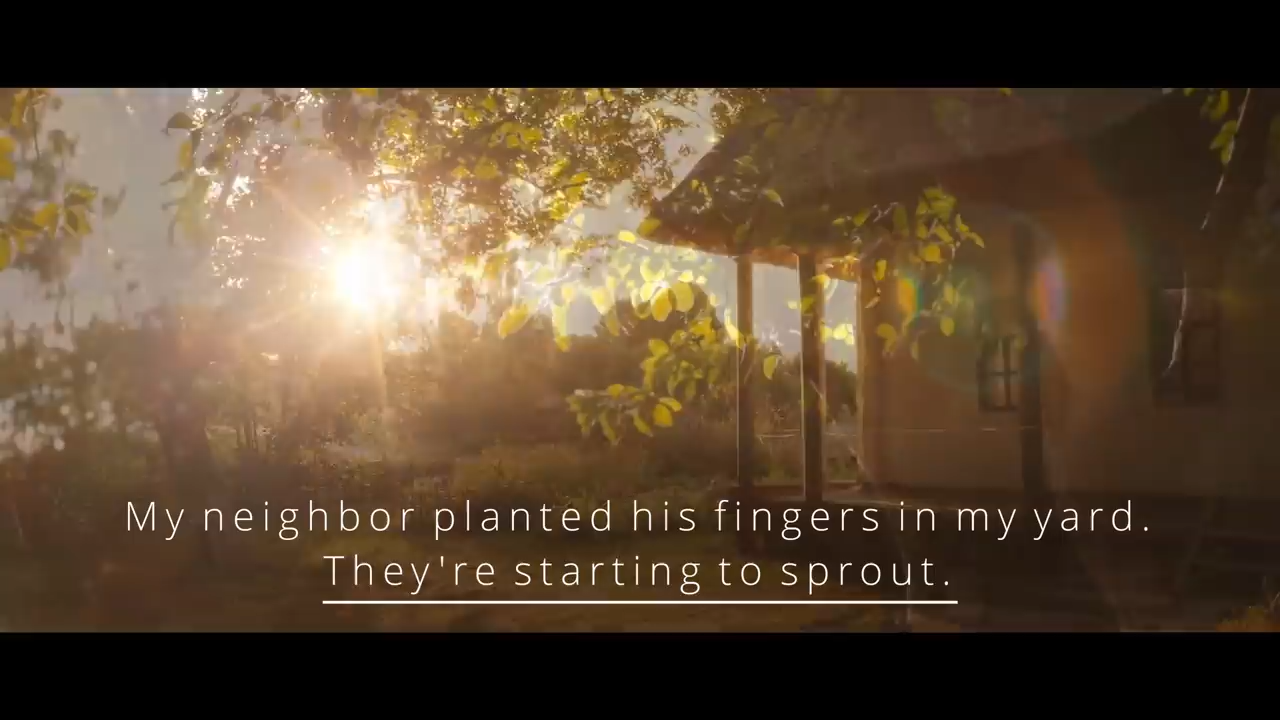 My neighbor planted his fingers in my yard.
They're starting to sprout.